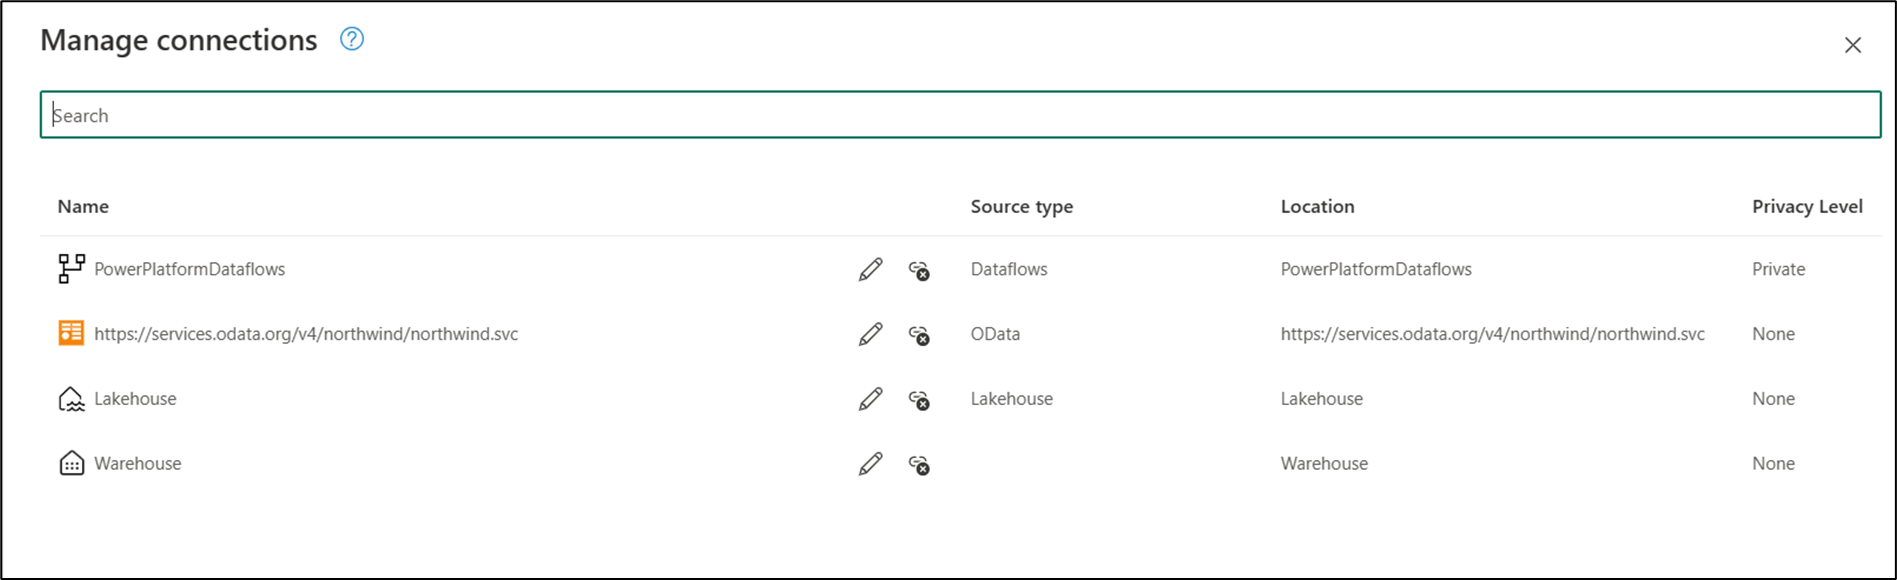 Manage connections ?
Search
Name Source type Location Privacy Level
PowerPlatformDataflows Dataflows PowerPlatformDataflows Private
https://services.odata.org/v4/northwind/northwind.svc OData https://services.odata.org/v4/northwind/northwind.svc None
Lakehouse Lakehouse Lakehouse None
Warehouse Warehouse None